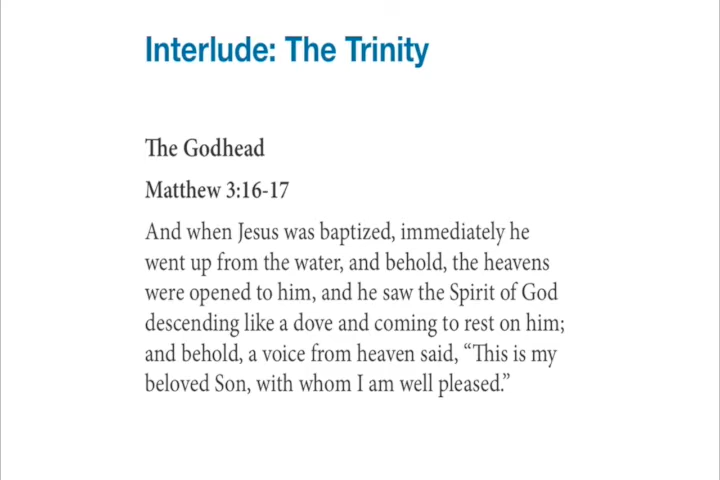 Interlude: The Trinity
The Godhead
Matthew 3:16-17
And when Jesus was baptized, immediately he
went up from the water, and behold, the heavens
were opened to him, and he saw the Spirit of God
descending like a dove and coming to rest on him;
and behold, a voice from heaven said, “This is my
beloved Son, with whom I am well pleased.”